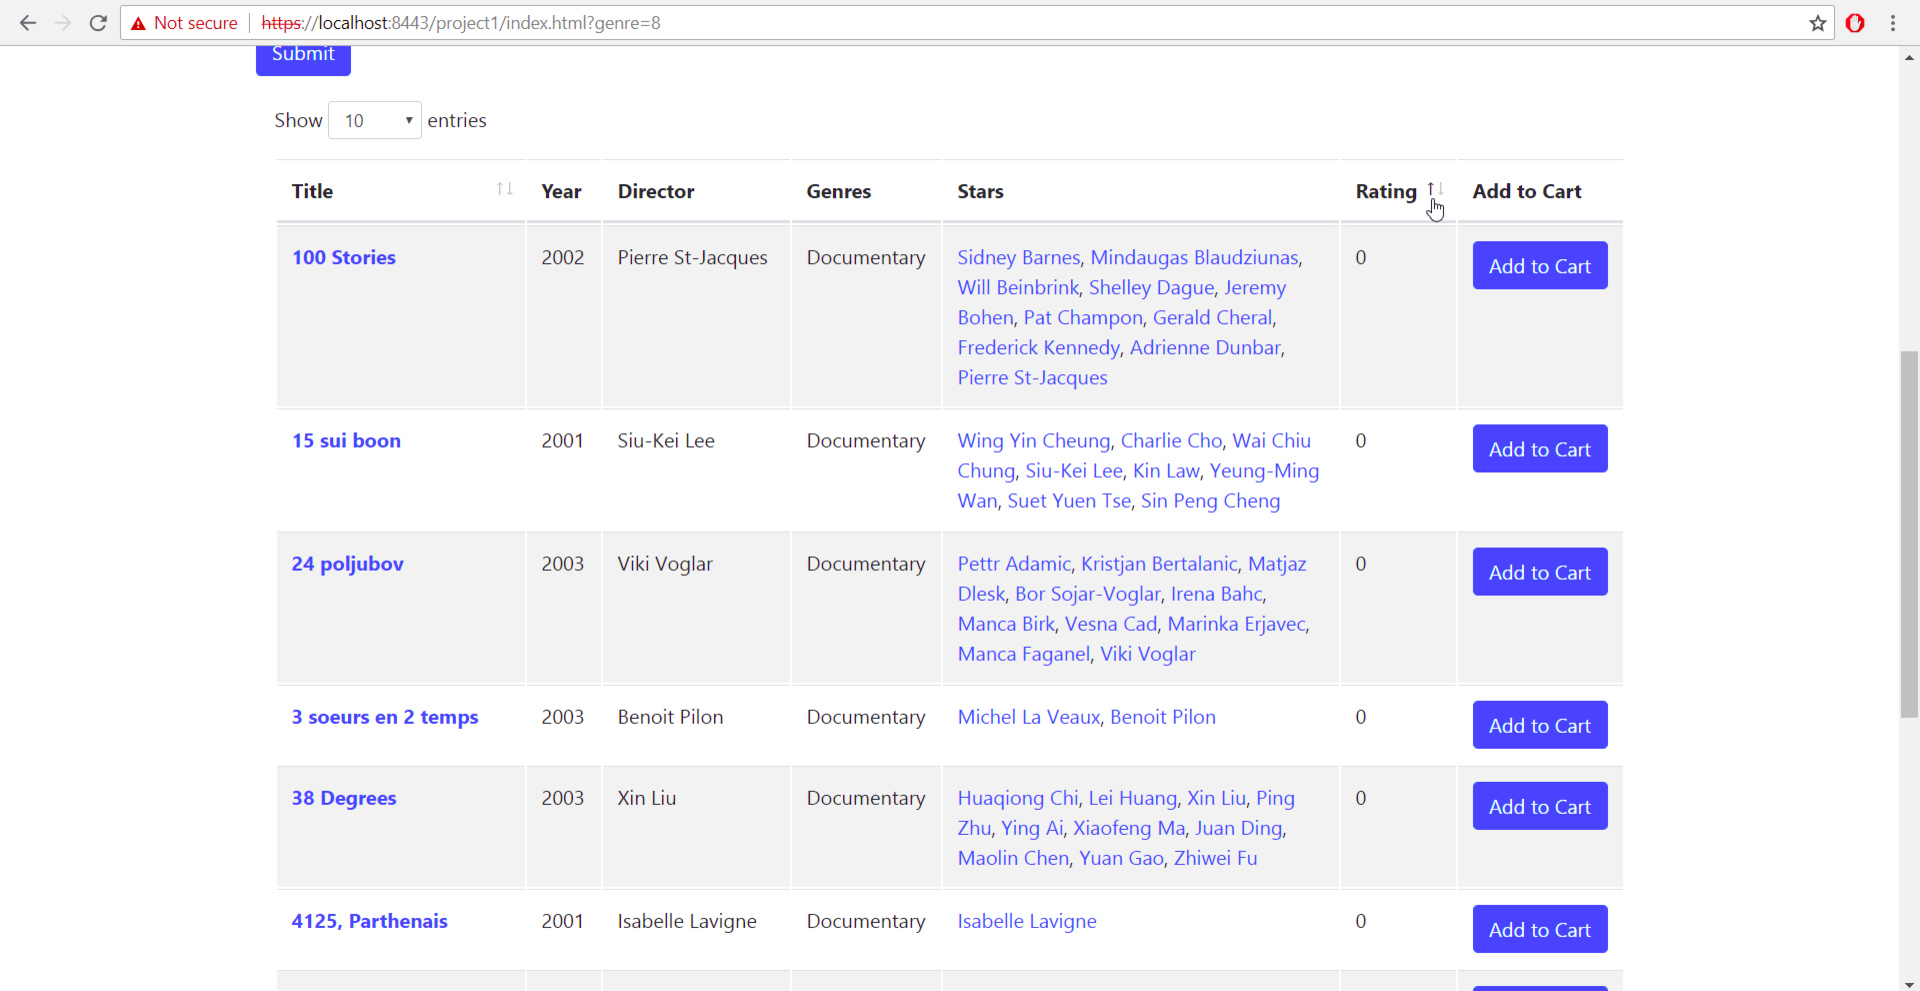 Not secure https://localhost:8443/project1/index.html?genre=8
Submit
Show 10 entries
Title Year Director Genres Stars Rating Add to Cart
100 Stories 2002 Pierre St-Jacques Documentary Sidney Barnes, Mindaugas Blaudziunas, 0 Add to Cart
Will Beinbrink, Shelley Dague, Jeremy
Bohen, Pat Champon, Gerald Cheral,
Frederick Kennedy, Adrienne Dunbar,
Pierre St-Jacques
15 sui boon 2001 Siu-Kei Lee Documentary Wing Yin Cheung, Charlie Cho, Wai Chiu 0 Add to Cart
Chung, Siu-Kei Lee, Kin Law, Yeung-Ming
Wan, Suet Yuen Tse, Sin Peng Cheng
24 poljubov 2003 Viki Voglar Documentary Pettr Adamic, Kristjan Bertalanic, Matjaz 0 Add to Cart
Dlesk, Bor Sojar-Voglar, Irena Bahc,
Manca Birk, Vesna Cad, Marinka Erjavec,
Manca Faganel, Viki Voglar
3 soeurs en 2 temps 2003 Benoit Pilon Documentary Michel La Veaux, Benoit Pilon 0 Add to Cart
38 Degrees 2003 Xin Liu Documentary Huaqiong Chi, Lei Huang, Xin Liu, Ping 0 Add to Cart
Zhu, Ying Ai, Xiaofeng Ma, Juan Ding,
Maolin Chen, Yuan Gao, Zhiwei Fu
4125, Parthenais 2001 Isabelle Lavigne Documentary Isabelle Lavigne 0 Add to Cart